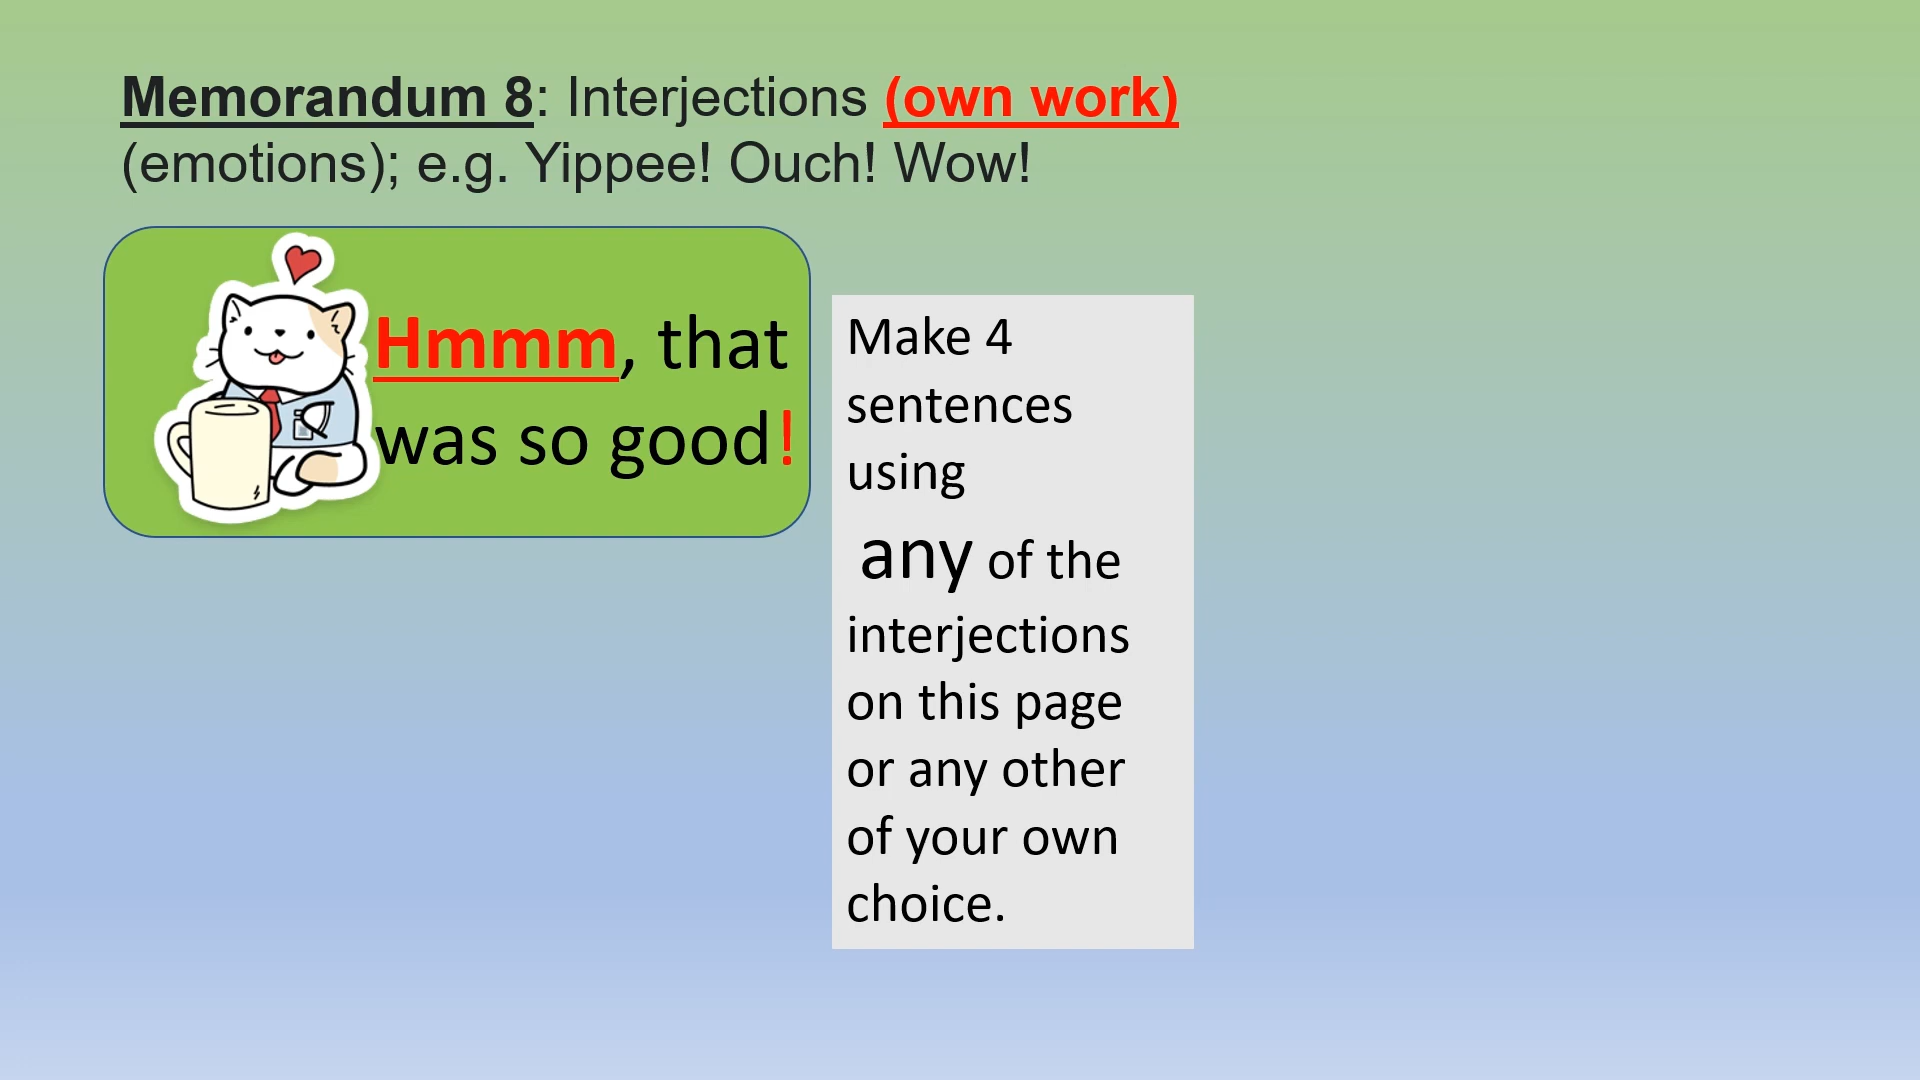 Memorandum 8: Interjections (own work)
(emotions); e.g. Yippee! Ouch! Wow!
Hmmm, that
was so good!
Make 4
sentences
using
any of the
interjections
on this page
or any other
of your own
choice.